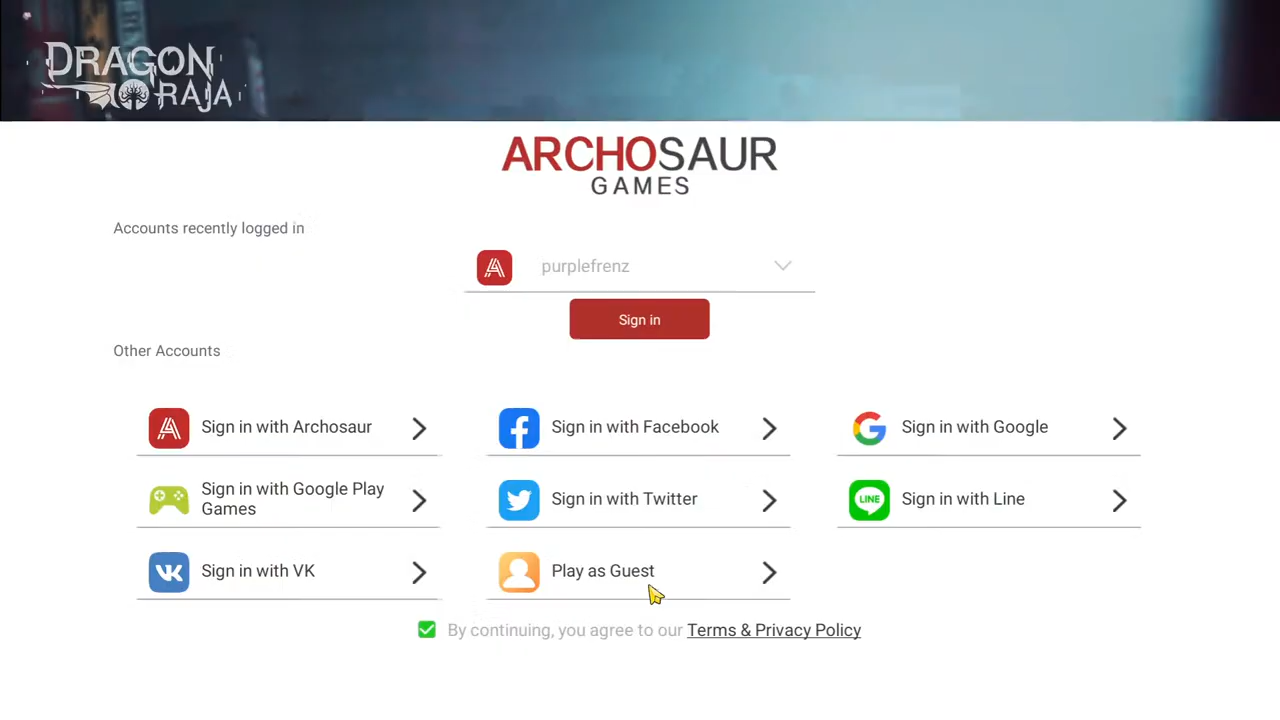 DRAGON
RAJA
ARCHOSAUR
GAMES
Accounts recently logged in
purplefrenz
Sign in
Other Accounts
Sign in with Archosaur
Sign in with Facebook
Sign in with Google
Sign in with Google Play
Games
Sign in with Twitter
LINE
Sign in with Line
Sign in with VK
Play as Guest
By continuing, you agree to our Terms & Privacy Policy